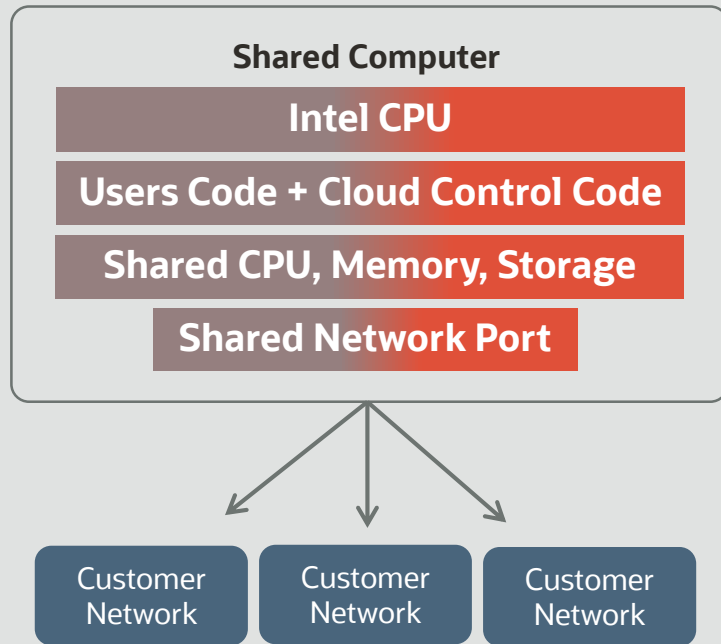 Shared Computer
Intel CPU
Users Code + Cloud Control Code
Shared CPU, Memory, Storage
Shared Network Port
Customer
Network
Customer
Network
Customer
Network